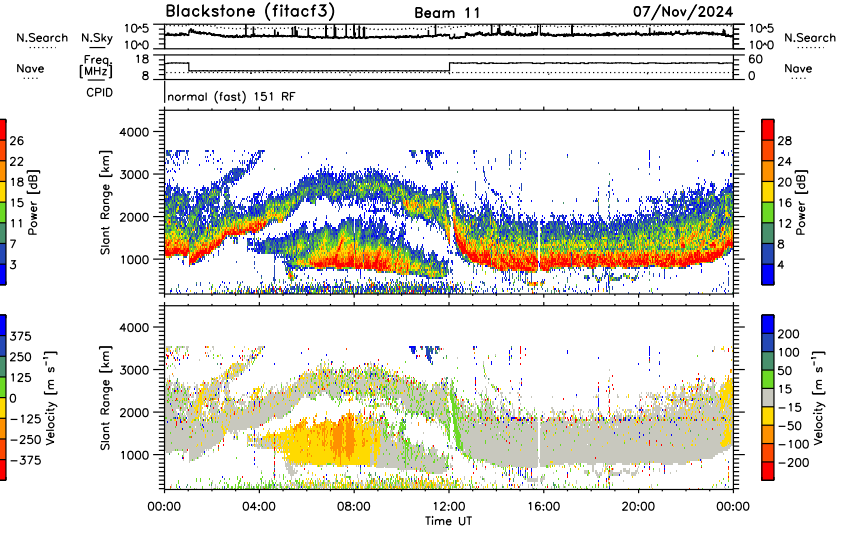 Blackstone (fitacf3) Beam 11 07/Nov/2024
N.Search N.Sky 10^5 10^0 10^5 10^0 N.Search
Nave Freq. [MHz] 18 8 60 0 Nave
CPID normal (fast) 151 RF
Power [dB] 26 22 18 15 11 7 3
Slant Range [km] 4000 3000 2000 1000
28 24 20 16 12 8 4 Power [dB]
375 250 125 0 -125 -250 -375 Velocity [m s⁻¹]
Slant Range [km] 4000 3000 2000 1000
200 100 50 15 -15 -50 -100 -200 Velocity [m s⁻¹]
00:00 04:00 08:00 12:00 16:00 20:00 00:00
Time UT